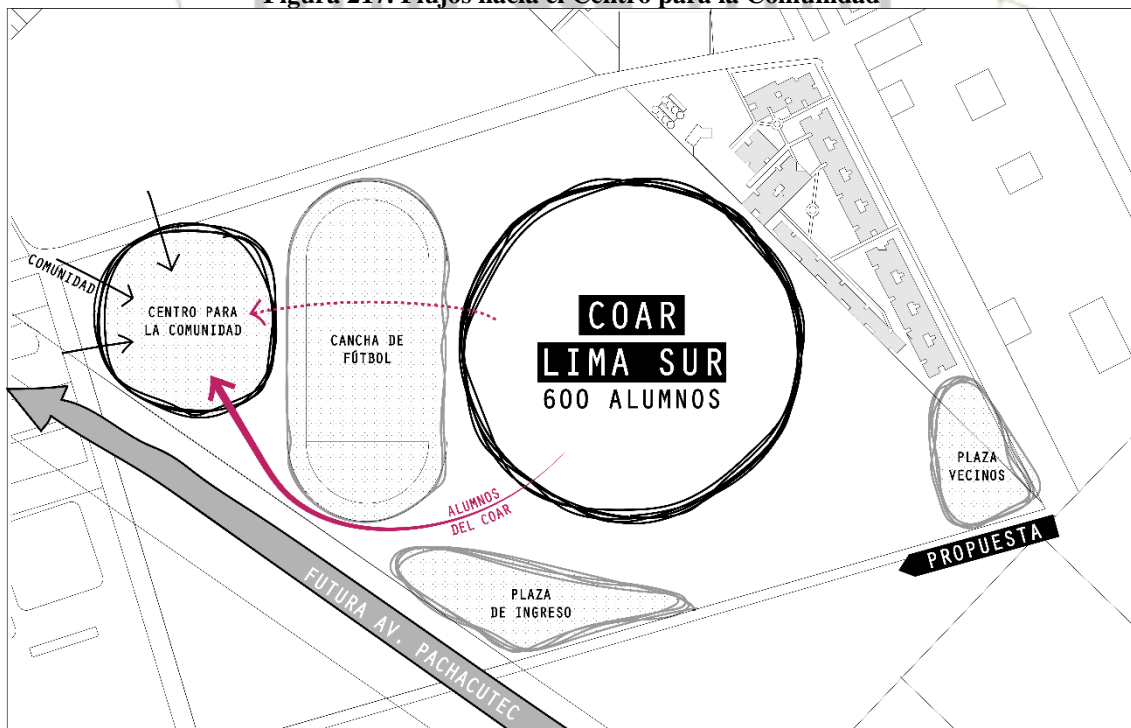 Figura 217. Flujos hacia el Centro para la Comunidad
COMUNIDAD
CENTRO PARA
LA COMUNIDAD
CANCHA DE
FÚTBOL
COAR
LIMA SUR
600 ALUMNOS
ALUMNOS
DEL COAR
PLAZA
VECINOS
PROPUESTA
PLAZA
DE INGRESO
FUTURA AV. PACHACUTEC